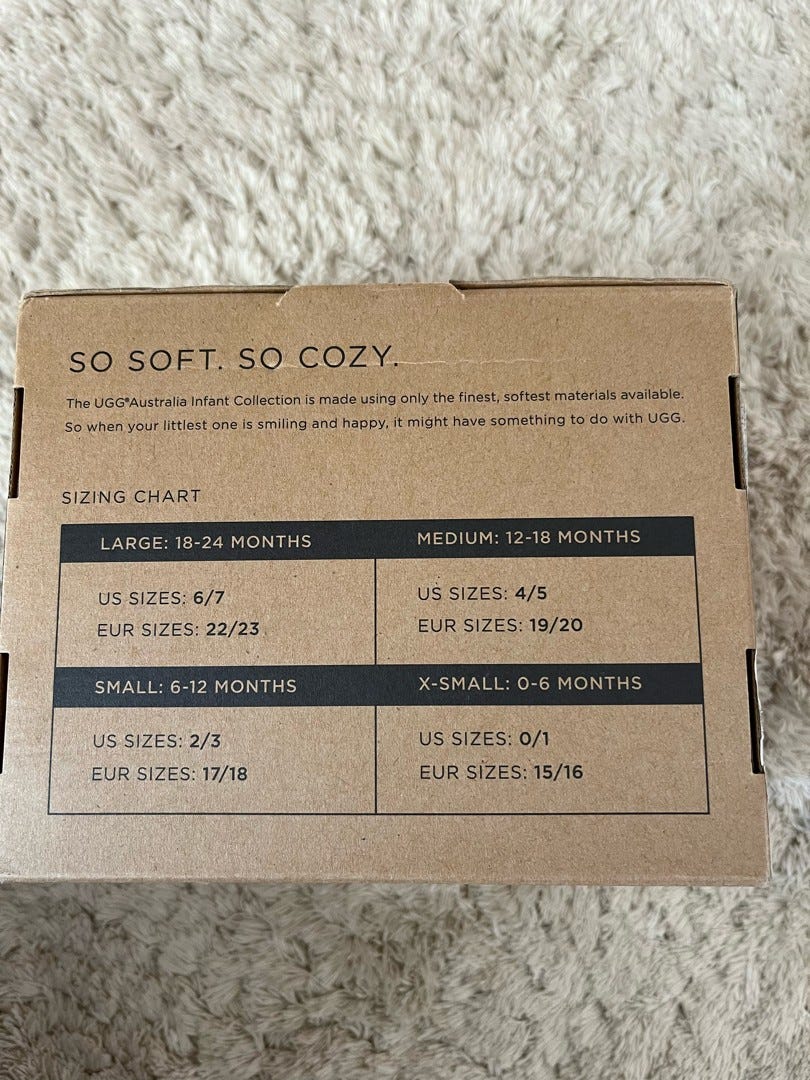 SO SOFT. SO COZY.
The UGG®Australia Infant Collection is made using only the finest, softest materials available.
So when your littlest one is smiling and happy, it might have something to do with UGG.
SIZING CHART
LARGE: 18-24 MONTHS
US SIZES: 6/7
EUR SIZES: 22/23
MEDIUM: 12-18 MONTHS
US SIZES: 4/5
EUR SIZES: 19/20
SMALL: 6-12 MONTHS
US SIZES: 2/3
EUR SIZES: 17/18
X-SMALL: 0-6 MONTHS
US SIZES: 0/1
EUR SIZES: 15/16